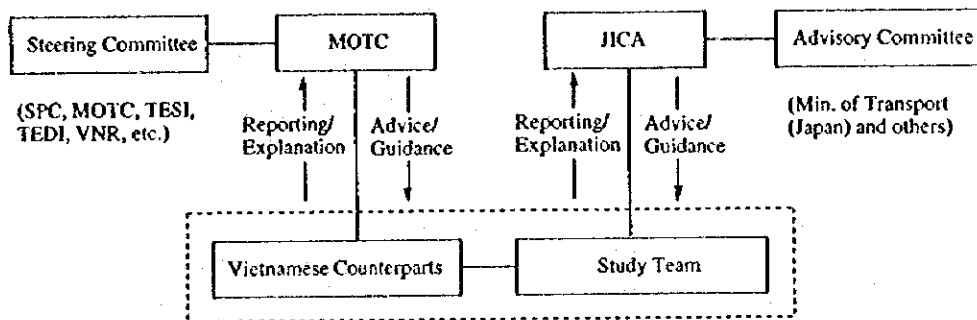 Steering Committee
MOTC
JICA
Advisory Committee
(SPC, MOTC, TESI,
TEDI, VNR, etc.)
Reporting/
Explanation
Advice/
Guidance
Reporting/
Explanation
Advice/
Guidance
(Min. of Transport
(Japan) and others)
Vietnamese Counterparts
Study Team